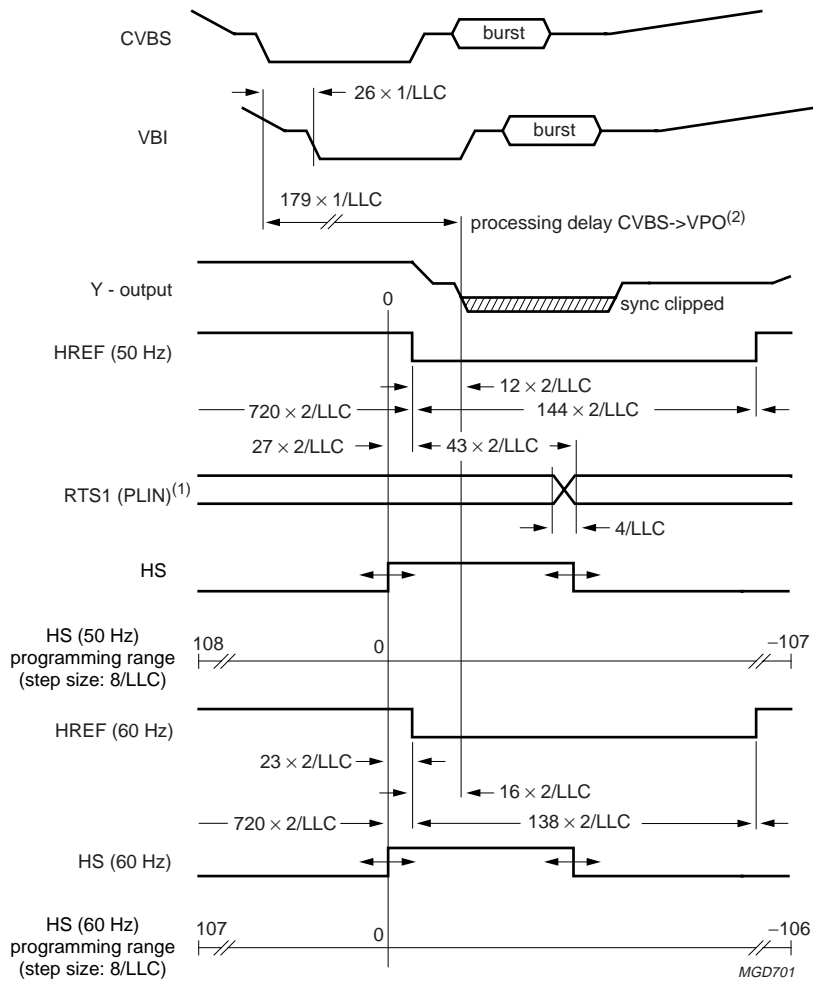 CVBS
burst
26 × 1/LLC
VBI
burst
179 × 1/LLC
processing delay CVBS->VPO(2)
Y - output
0
sync clipped
HREF (50 Hz)
12 × 2/LLC
720 × 2/LLC
144 × 2/LLC
27 × 2/LLC
43 × 2/LLC
RTS1 (PLIN)(1)
4/LLC
HS
HS (50 Hz)
programming range
(step size: 8/LLC)
108
0
−107
HREF (60 Hz)
23 × 2/LLC
16 × 2/LLC
720 × 2/LLC
138 × 2/LLC
HS (60 Hz)
HS (60 Hz)
programming range
(step size: 8/LLC)
107
0
−106
MGD701